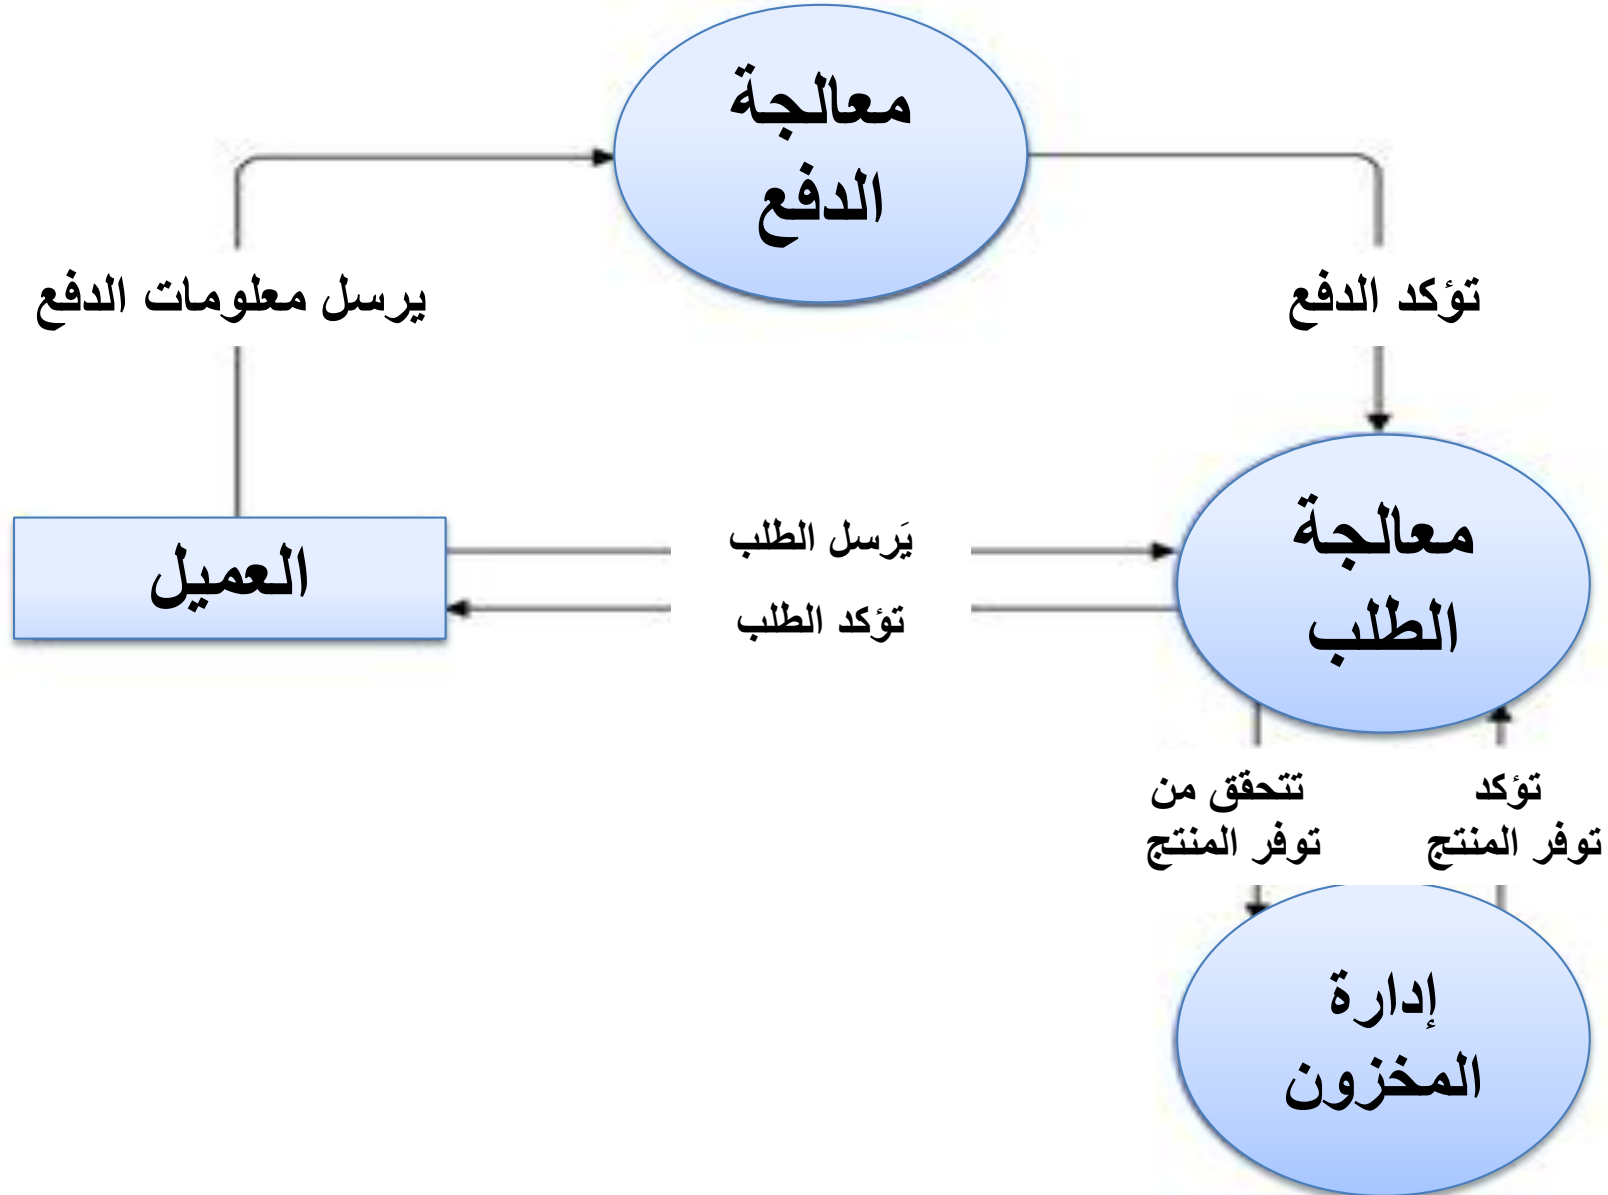 معالجة
الدفع
تؤكد الدفع
يرسل معلومات الدفع
معالجة
الطلب
يَرسل الطلب
تؤكد الطلب
العميل
تؤكد
توفر المنتج
تتحقق من
توفر المنتج
إدارة
المخزون